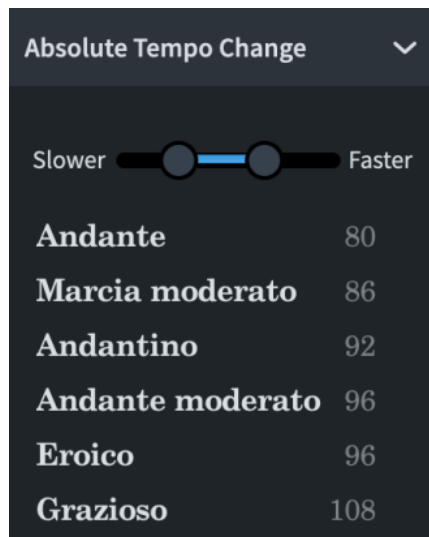 Absolute Tempo Change
Slower Faster
Andante 80
Marcia moderato 86
Andantino 92
Andante moderato 96
Eroico 96
Grazioso 108